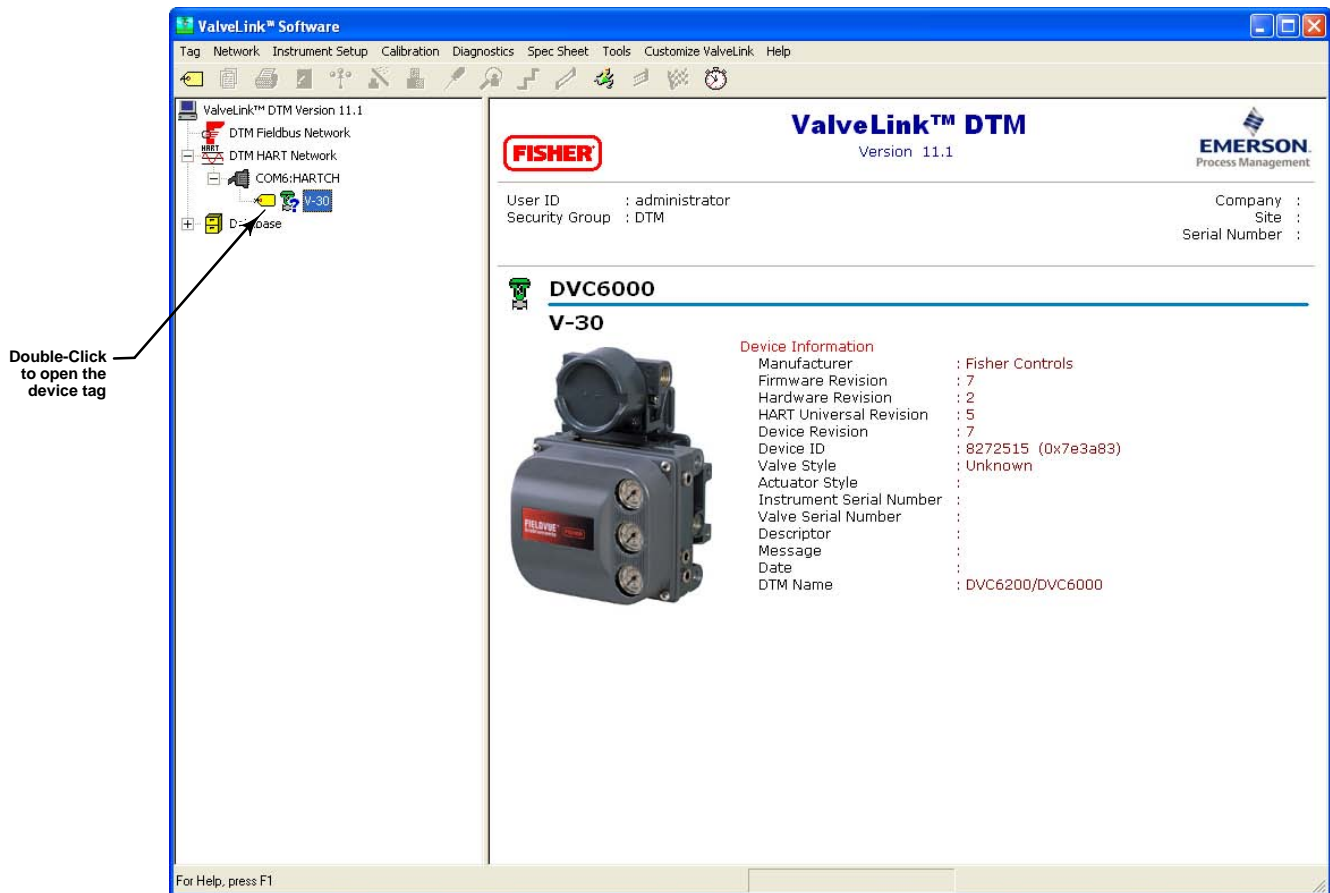 ValveLink™ Software
Tag Network Instrument Setup Calibration Diagnostics Spec Sheet Tools Customize ValveLink Help
ValveLink™ DTM Version 11.1
DTM Fieldbus Network
HART
DTM HART Network
COM6:HARTCH
V-30
Double-Click
to open the
device tag
FISHER
ValveLink™ DTM
Version 11.1
EMERSON.
Process Management
User ID : administrator
Security Group : DTM
Company :
Site :
Serial Number :
DVC6000
V-30
FIELDVUE
FISHER
Device Information
Manufacturer : Fisher Controls
Firmware Revision : 7
Hardware Revision : 2
HART Universal Revision : 5
Device Revision : 7
Device ID : 8272515 (0x7e3a83)
Valve Style : Unknown
Actuator Style :
Instrument Serial Number :
Valve Serial Number :
Descriptor :
Message :
Date :
DTM Name : DVC6200/DVC6000
For Help, press F1